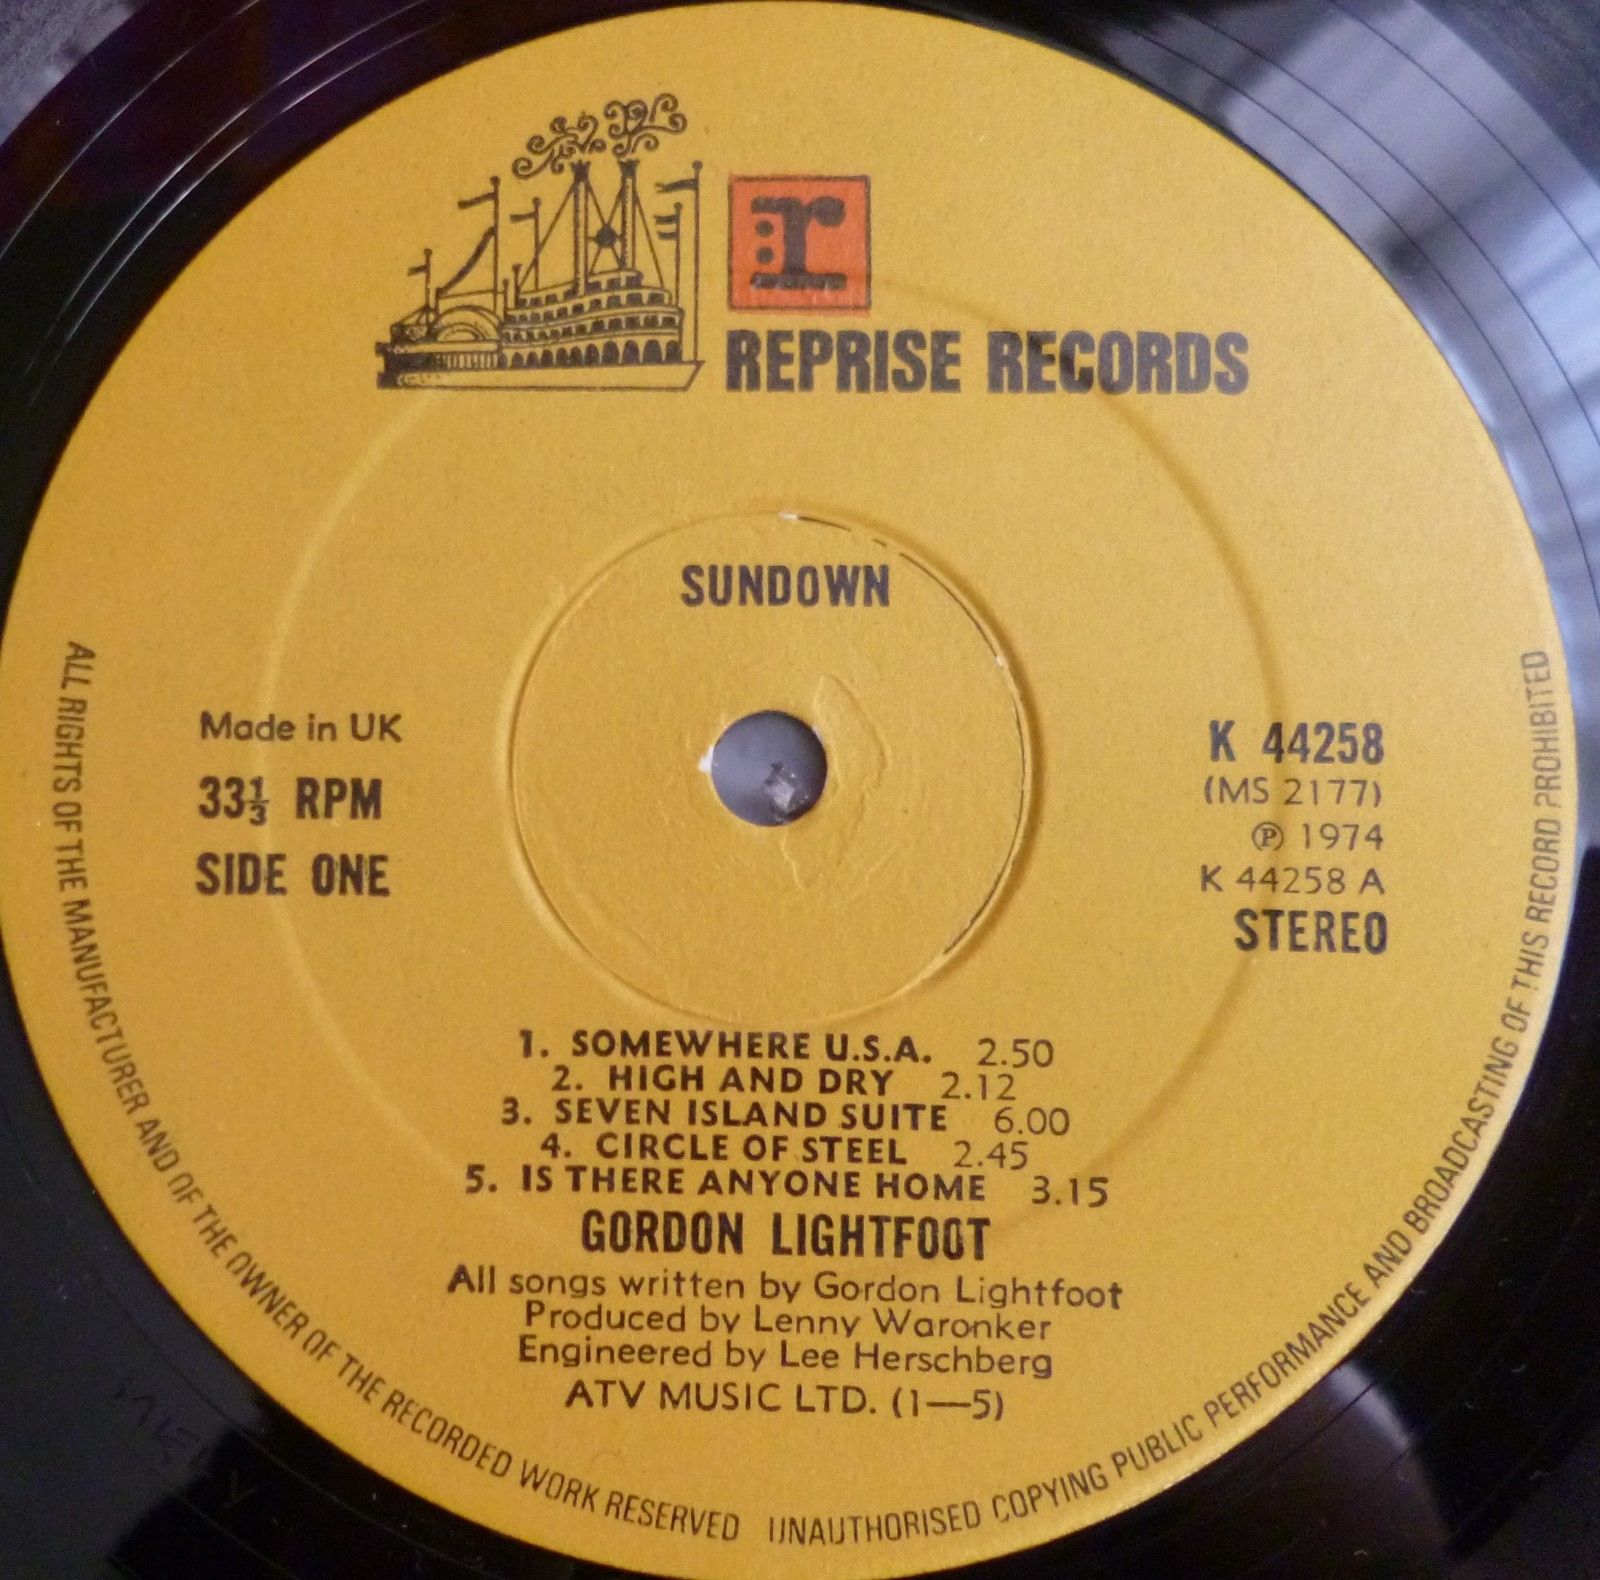 r
REPRISE RECORDS
SUNDOWN
Made in UK
33⅓ RPM
SIDE ONE
K 44258
(MS 2177)
℗ 1974
K 44258 A
STEREO
1. SOMEWHERE U.S.A. 2.50
2. HIGH AND DRY 2.12
3. SEVEN ISLAND SUITE 6.00
4. CIRCLE OF STEEL 2.45
5. IS THERE ANYONE HOME 3.15
GORDON LIGHTFOOT
All songs written by Gordon Lightfoot
Produced by Lenny Waronker
Engineered by Lee Herschberg
ATV MUSIC LTD. (1—5)
ALL RIGHTS OF THE MANUFACTURER AND OF THE OWNER OF THE RECORDED WORK RESERVED UNAUTHORISED COPYING PUBLIC PERFORMANCE AND BROADCASTING OF THIS RECORD PROHIBITED